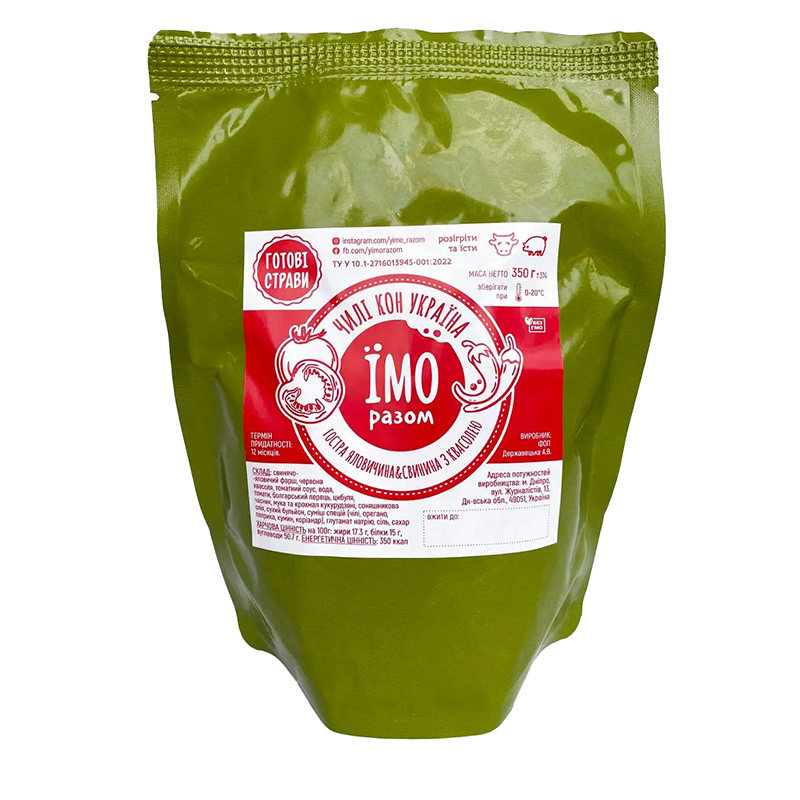 ГОТОВІ
СТРАВИ
instagram.com/yimo_razom
fb.com/yimorazom
ТУ У 10.1-2716013945-001:2022
розігріти
та їсти
МАСА НЕТТО 350 Г±3%
зберігати
при 0-20°C
БЕЗ
ГМО
ЧИЛІ КОН УКРАЇНА
ЇМО
разом
ГОСТРА ЯЛОВИЧИНА&СВИНИНА З КВАСОЛЕЮ
ТЕРМІН
ПРИДАТНОСТІ:
12 місяців.
ВИРОБНИК:
ФОП
Державецька А.В.
СКЛАД: свинячо-
-яловичий фарш, червона
квасоля, томатний соус, вода,
томати, болгарський перець, цибуля,
часник, мука та крохмал кукурудзяні, соняшникова
олія, сухий бульйон, суміш спецій (чілі, орегано,
паприка, кумин, коріандр), глутамат натрію, сіль, сахар
ХАРЧОВА ЦІННІСТЬ на 100г: жири 17.3 г, білки 15 г,
вуглеводи 50.7 г. ЕНЕРГЕТИЧНА ЦІННІСТЬ: 350 ккал
Адреса потужностей
виробництва: м. Дніпро,
вул. Журналістів, 13,
Дн-вська обл., 49051, Україна
ВЖИТИ ДО: